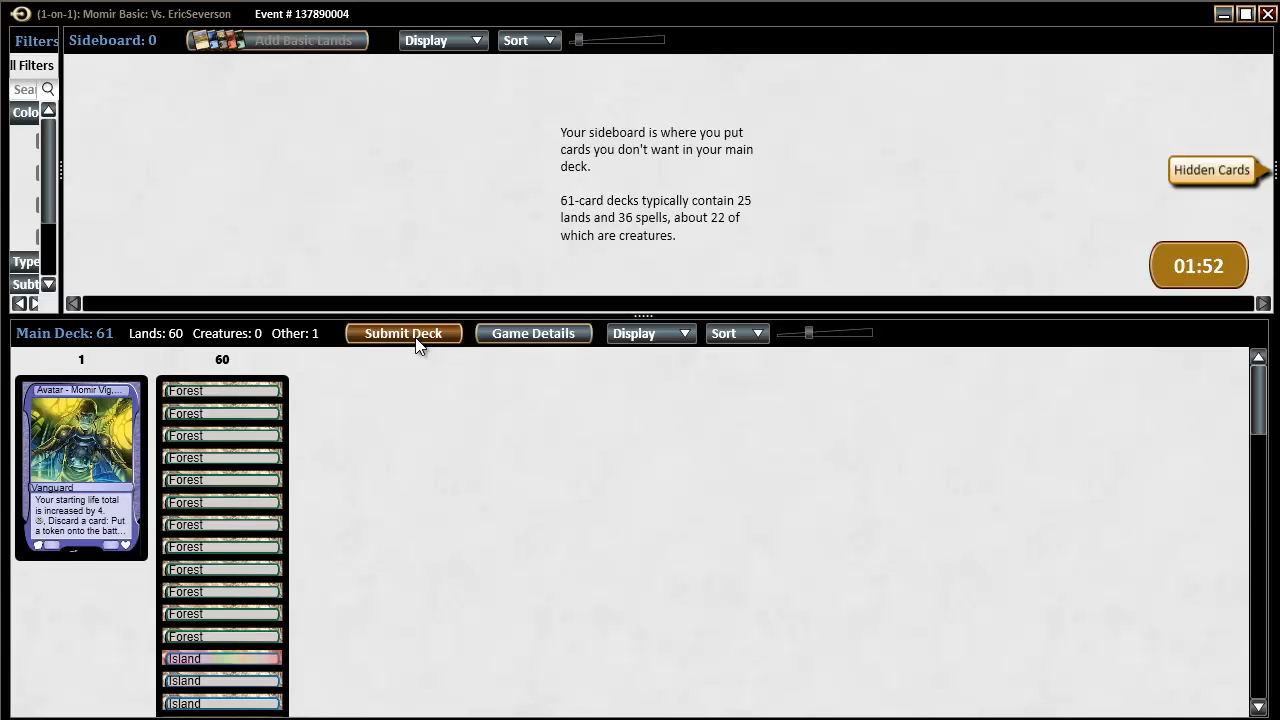 (1-on-1): Momir Basic: Vs. EricSeverson Event # 137890004
Filters
Sideboard: 0 Add Basic Lands Display Sort
ll Filters
Sea
Colo
Type
Subt
Your sideboard is where you put
cards you don't want in your main
deck.
61-card decks typically contain 25
lands and 36 spells, about 22 of
which are creatures.
Hidden Cards
01:52
Main Deck: 61 Lands: 60 Creatures: 0 Other: 1 Submit Deck Game Details Display Sort
1 60
Avatar - Momir Vig,...
Vanguard
Your starting life total
is increased by 4.
, Discard a card: Put
a token onto the batt...
Forest
Forest
Forest
Forest
Forest
Forest
Forest
Forest
Forest
Forest
Forest
Forest
Island
Island
Island